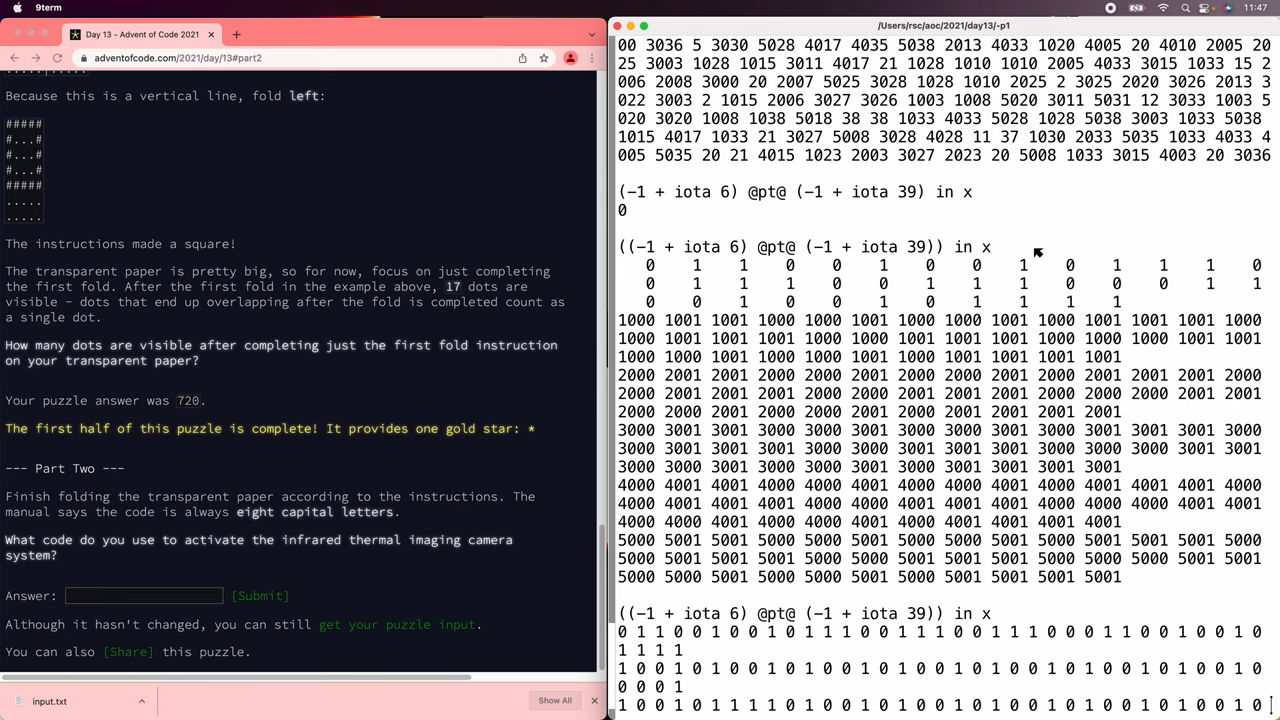 9term
11:47
Day 13 - Advent of Code 2021
adventofcode.com/2021/day/13#part2
Because this is a vertical line, fold left:
#####
#...#
#...#
#...#
#####
.....
.....
The instructions made a square!
The transparent paper is pretty big, so for now, focus on just completing
the first fold. After the first fold in the example above, 17 dots are
visible - dots that end up overlapping after the fold is completed count as
a single dot.
How many dots are visible after completing just the first fold instruction
on your transparent paper?
Your puzzle answer was 720.
The first half of this puzzle is complete! It provides one gold star: *
--- Part Two ---
Finish folding the transparent paper according to the instructions. The
manual says the code is always eight capital letters.
What code do you use to activate the infrared thermal imaging camera
system?
Answer: [Submit]
Although it hasn't changed, you can still get your puzzle input.
You can also [Share] this puzzle.
input.txt
Show All
/Users/rsc/aoc/2021/day13/-p1
00 3036 5 3030 5028 4017 4035 5038 2013 4033 1020 4005 20 4010 2005 20
25 3003 1028 1015 3011 4017 21 1028 1010 1010 2005 4033 3015 1033 15 2
006 2008 3000 20 2007 5025 3028 1028 1010 2025 2 3025 2020 3026 2013 3
022 3003 2 1015 2006 3027 3026 1003 1008 5020 3011 5031 12 3033 1003 5
020 3020 1008 1038 5018 38 38 1033 4033 5028 1028 5038 3003 1033 5038
1015 4017 1033 21 3027 5008 3028 4028 11 37 1030 2033 5035 1033 4033 4
005 5035 20 21 4015 1023 2003 3027 2023 20 5008 1033 3015 4003 20 3036
(-1 + iota 6) @pt@ (-1 + iota 39) in x
0
((-1 + iota 6) @pt@ (-1 + iota 39)) in x
0 1 1 0 0 1 0 0 1 0 1 1 1 0
0 1 1 1 0 0 1 1 1 0 0 0 1 1
0 0 1 0 0 1 0 1 1 1 1
1000 1001 1001 1000 1000 1001 1000 1000 1001 1000 1001 1001 1001 1000
1000 1001 1001 1001 1000 1000 1001 1001 1001 1000 1000 1000 1001 1001
1000 1000 1001 1000 1000 1001 1000 1001 1001 1001 1001
2000 2001 2001 2000 2000 2001 2000 2000 2001 2000 2001 2001 2001 2000
2000 2001 2001 2001 2000 2000 2001 2001 2001 2000 2000 2000 2001 2001
2000 2000 2001 2000 2000 2001 2000 2001 2001 2001 2001
3000 3001 3001 3000 3000 3001 3000 3000 3001 3000 3001 3001 3001 3000
3000 3001 3001 3001 3000 3000 3001 3001 3001 3000 3000 3000 3001 3001
3000 3000 3001 3000 3000 3001 3000 3001 3001 3001 3001
4000 4001 4001 4000 4000 4001 4000 4000 4001 4000 4001 4001 4001 4000
4000 4001 4001 4001 4000 4000 4001 4001 4001 4000 4000 4000 4001 4001
4000 4000 4001 4000 4000 4001 4000 4001 4001 4001 4001
5000 5001 5001 5000 5000 5001 5000 5000 5001 5000 5001 5001 5001 5000
5000 5001 5001 5001 5000 5000 5001 5001 5001 5000 5000 5000 5001 5001
5000 5000 5001 5000 5000 5001 5000 5001 5001 5001 5001
((-1 + iota 6) @pt@ (-1 + iota 39)) in x
0 1 1 0 0 1 0 0 1 0 1 1 1 0 0 1 1 1 0 0 1 1 1 0 0 0 1 1 0 0 1 0 0 1 0
1 1 1 1
1 0 0 1 0 1 0 0 1 0 1 0 0 1 0 1 0 0 1 0 1 0 0 1 0 1 0 0 1 0 1 0 0 1 0
0 0 0 1
1 0 0 1 0 1 1 1 1 0 1 0 0 1 0 1 0 0 1 0 1 0 0 1 0 1 0 0 1 0 1 0 0 1 0